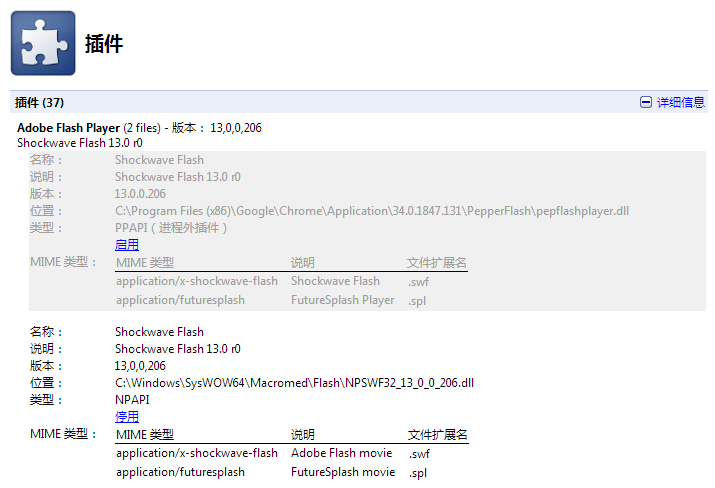 插件
插件 (37) 详细信息
Adobe Flash Player (2 files) - 版本： 13,0,0,206
Shockwave Flash 13.0 r0
名称： Shockwave Flash
说明： Shockwave Flash 13.0 r0
版本： 13.0.0.206
位置： C:\Program Files (x86)\Google\Chrome\Application\34.0.1847.131\PepperFlash\pepflashplayer.dll
类型： PPAPI（进程外插件）
启用
MIME 类型： MIME 类型 说明 文件扩展名
application/x-shockwave-flash Shockwave Flash .swf
application/futuresplash FutureSplash Player .spl
名称： Shockwave Flash
说明： Shockwave Flash 13.0 r0
版本： 13,0,0,206
位置： C:\Windows\SysWOW64\Macromed\Flash\NPSWF32_13_0_0_206.dll
类型： NPAPI
停用
MIME 类型： MIME 类型 说明 文件扩展名
application/x-shockwave-flash Adobe Flash movie .swf
application/futuresplash FutureSplash movie .spl